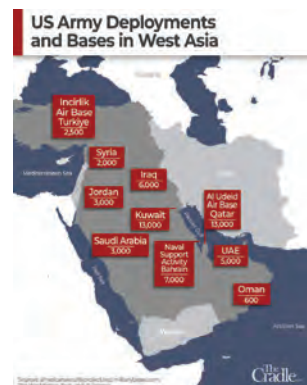 US Army Deployments
and Bases in West Asia
Incirlik
Air Base
Turkiye
2,500
Syria
2,000
Iraq
6,000
Jordan
3,000
Al Udeid
Air Base
Qatar
13,000
Kuwait
13,000
Saudi Arabia
3,000
Naval
Support
Activity
Bahrain
7,000
UAE
5,000
Oman
600
The
Cradle